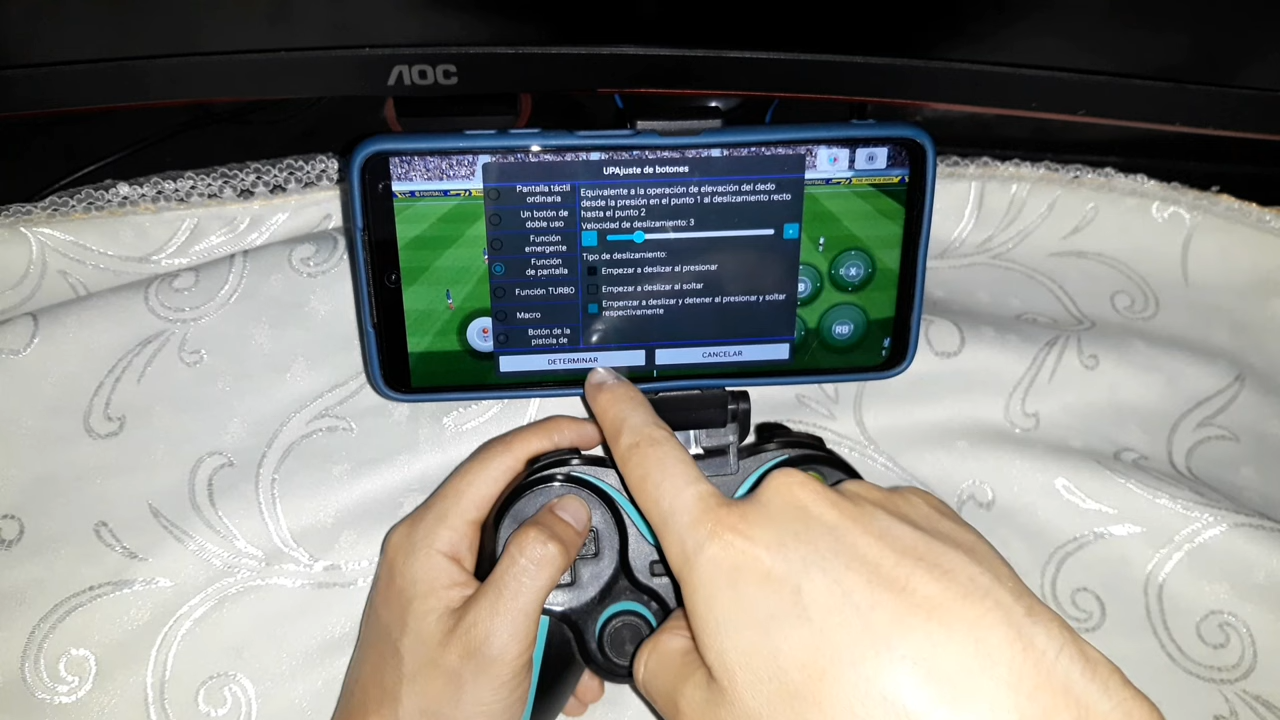 AOC
UPAjuste de botones
Pantalla táctil
ordinaria
Un botón de
doble uso
Función
emergente
Función
de pantalla
Función TURBO
Macro
Botón de la
pistola de
Equivalente a la operación de elevación del dedo
desde la presión en el punto 1 al deslizamiento recto
hasta el punto 2
Velocidad de deslizamiento: 3
-
+
Tipo de deslizamiento:
Empezar a deslizar al presionar
Empezar a deslizar al soltar
Empenzar a deslizar y detener al presionar y soltar
respectivamente
DETERMINAR
CANCELAR
X
B
RB